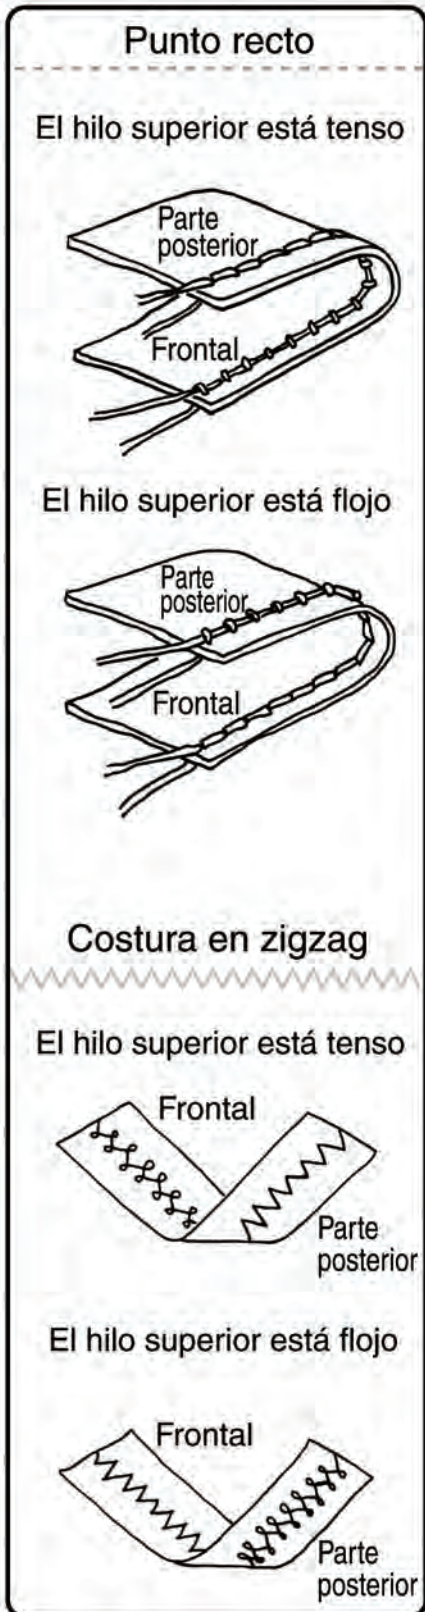 Punto recto
El hilo superior está tenso
Parte
posterior
Frontal
El hilo superior está flojo
Parte
posterior
Frontal
Costura en zigzag
El hilo superior está tenso
Frontal
Parte
posterior
El hilo superior está flojo
Frontal
Parte
posterior